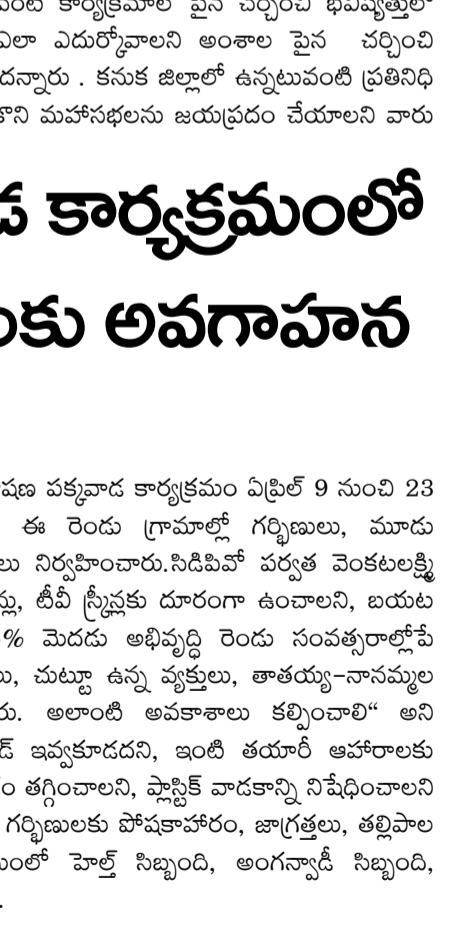 కార్యక్రమాల పైన చర్చించి భవిష్యత్తులో
ఎలా ఎదుర్కోవాలని అంశాల పైన చర్చించి
దన్నారు . కనుక జిల్లాలో ఉన్నటువంటి ప్రతినిధి
కొని మహాసభలను జయప్రదం చేయాలని వారు
డ కార్యక్రమంలో
కు అవగాహన
షణ పక్కవాడ కార్యక్రమం ఏప్రిల్ 9 నుంచి 23
ఈ రెండు గ్రామాల్లో గర్భిణులు, మూడు
లు నిర్వహించారు.సిడిపివో పర్వత వెంకటలక్ష్మి
న్లు, టీవీ స్క్రీన్లకు దూరంగా ఉంచాలని, బయట
% మెదడు అభివృద్ధి రెండు సంవత్సరాల్లోపే
లు, చుట్టూ ఉన్న వ్యక్తులు, తాతయ్య-నానమ్మల
రు. అలాంటి అవకాశాలు కల్పించాలి“ అని
డ్ ఇవ్వకూడదని, ఇంటి తయారీ ఆహారాలకు
ం తగ్గించాలని, ప్లాస్టిక్ వాడకాన్ని నిషేధించాలని
గర్భిణులకు పోషకాహారం, జాగ్రత్తలు, తల్లిపాల
మంలో హెల్త్ సిబ్బంది, అంగన్వాడీ సిబ్బంది,
.